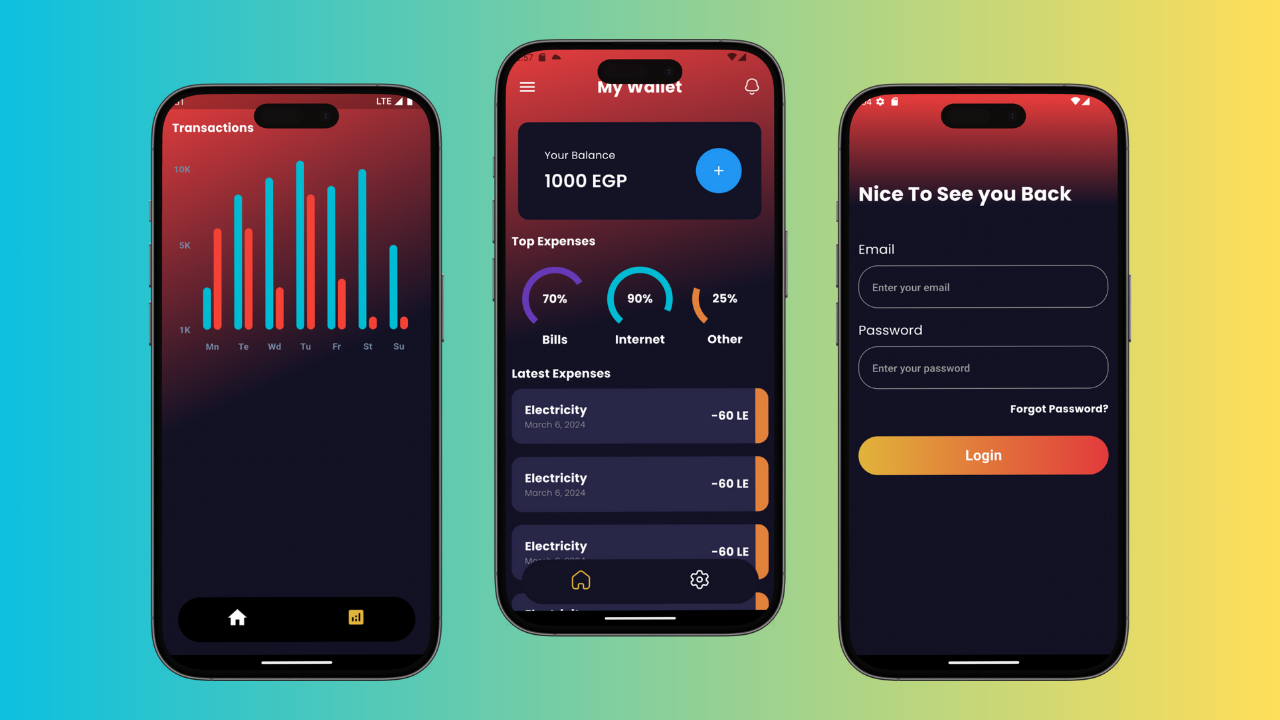 LTE
Transactions
10K
5K
1K
Mn Te Wd Tu Fr St Su
My Wallet
Your Balance
1000 EGP
+
Top Expenses
70% 90% 25%
Bills Internet Other
Latest Expenses
Electricity
-60 LE
March 6, 2024
Electricity
-60 LE
March 6, 2024
Electricity
-60 LE
Nice To See you Back
Email
Enter your email
Password
Enter your password
Forgot Password?
Login